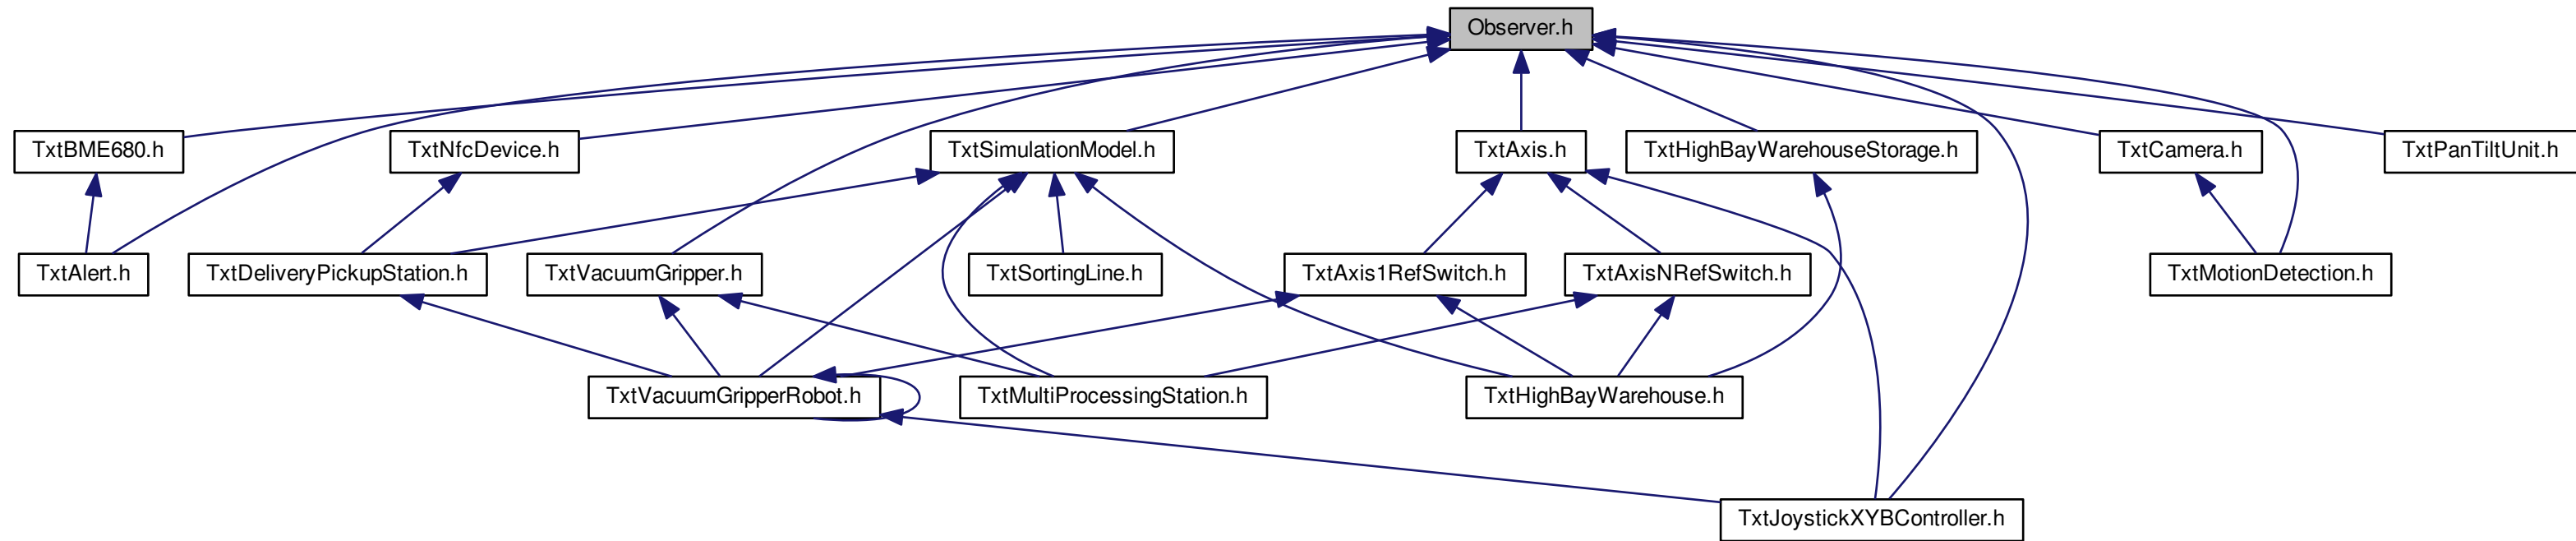 Observer.h
TxtBME680.h
TxtNfcDevice.h
TxtSimulationModel.h
TxtAxis.h
TxtHighBayWarehouseStorage.h
TxtCamera.h
TxtPanTiltUnit.h
TxtAlert.h
TxtDeliveryPickupStation.h
TxtVacuumGripper.h
TxtSortingLine.h
TxtAxis1RefSwitch.h
TxtAxisNRefSwitch.h
TxtMotionDetection.h
TxtVacuumGripperRobot.h
TxtMultiProcessingStation.h
TxtHighBayWarehouse.h
TxtJoystickXYBController.h